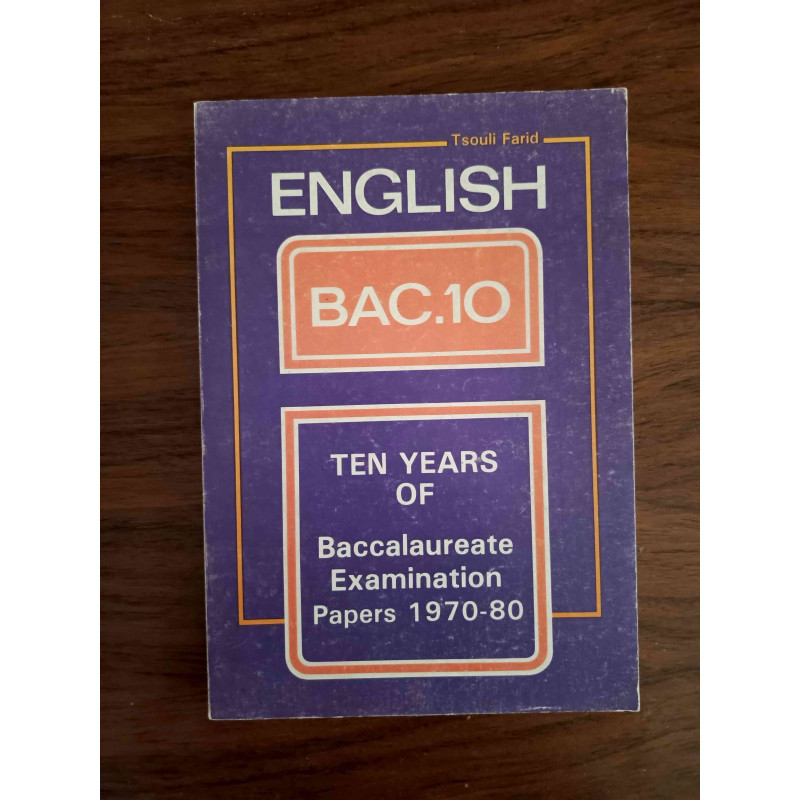 Tsouli Farid
ENGLISH
BAC.10
TEN YEARS
OF
Baccalaureate
Examination
Papers 1970-80